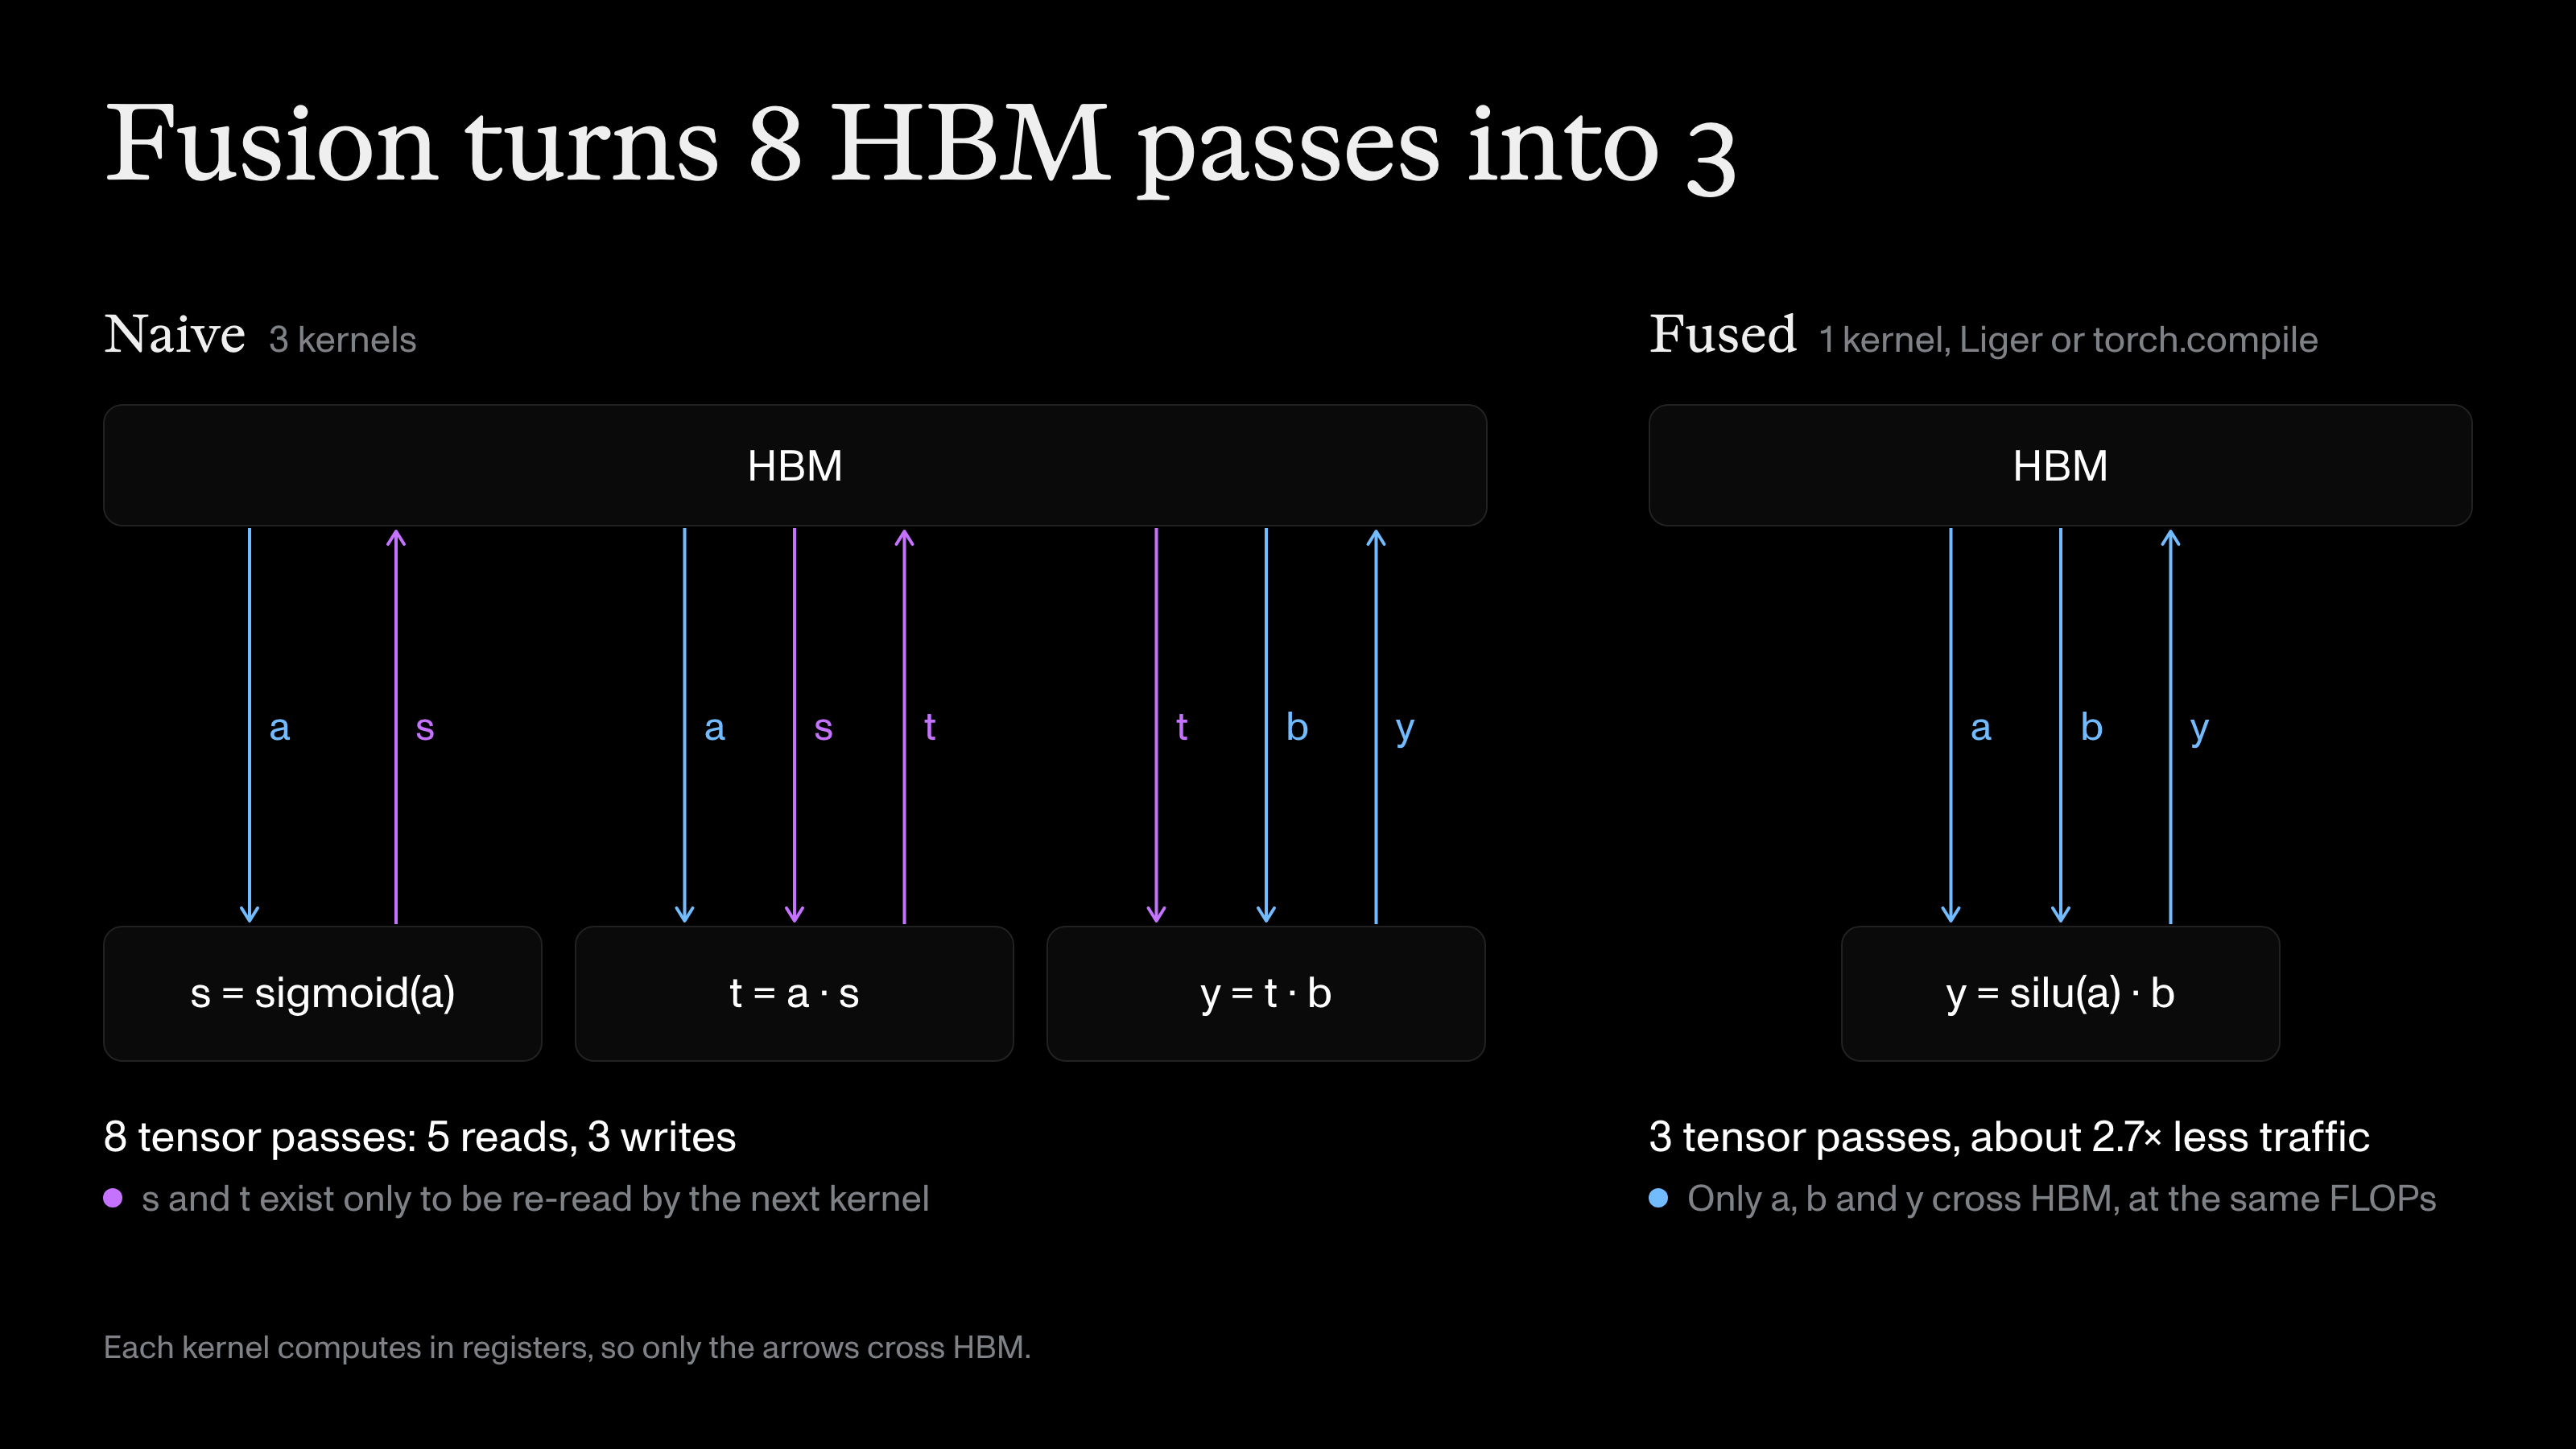 Fusion turns 8 HBM passes into 3
Naive 3 kernels
HBM
a
s
a
s
t
t
b
y
s = sigmoid(a)
t = a · s
y = t · b
8 tensor passes: 5 reads, 3 writes
s and t exist only to be re-read by the next kernel
Fused 1 kernel, Liger or torch.compile
HBM
a
b
y
y = silu(a) · b
3 tensor passes, about 2.7× less traffic
Only a, b and y cross HBM, at the same FLOPs
Each kernel computes in registers, so only the arrows cross HBM.